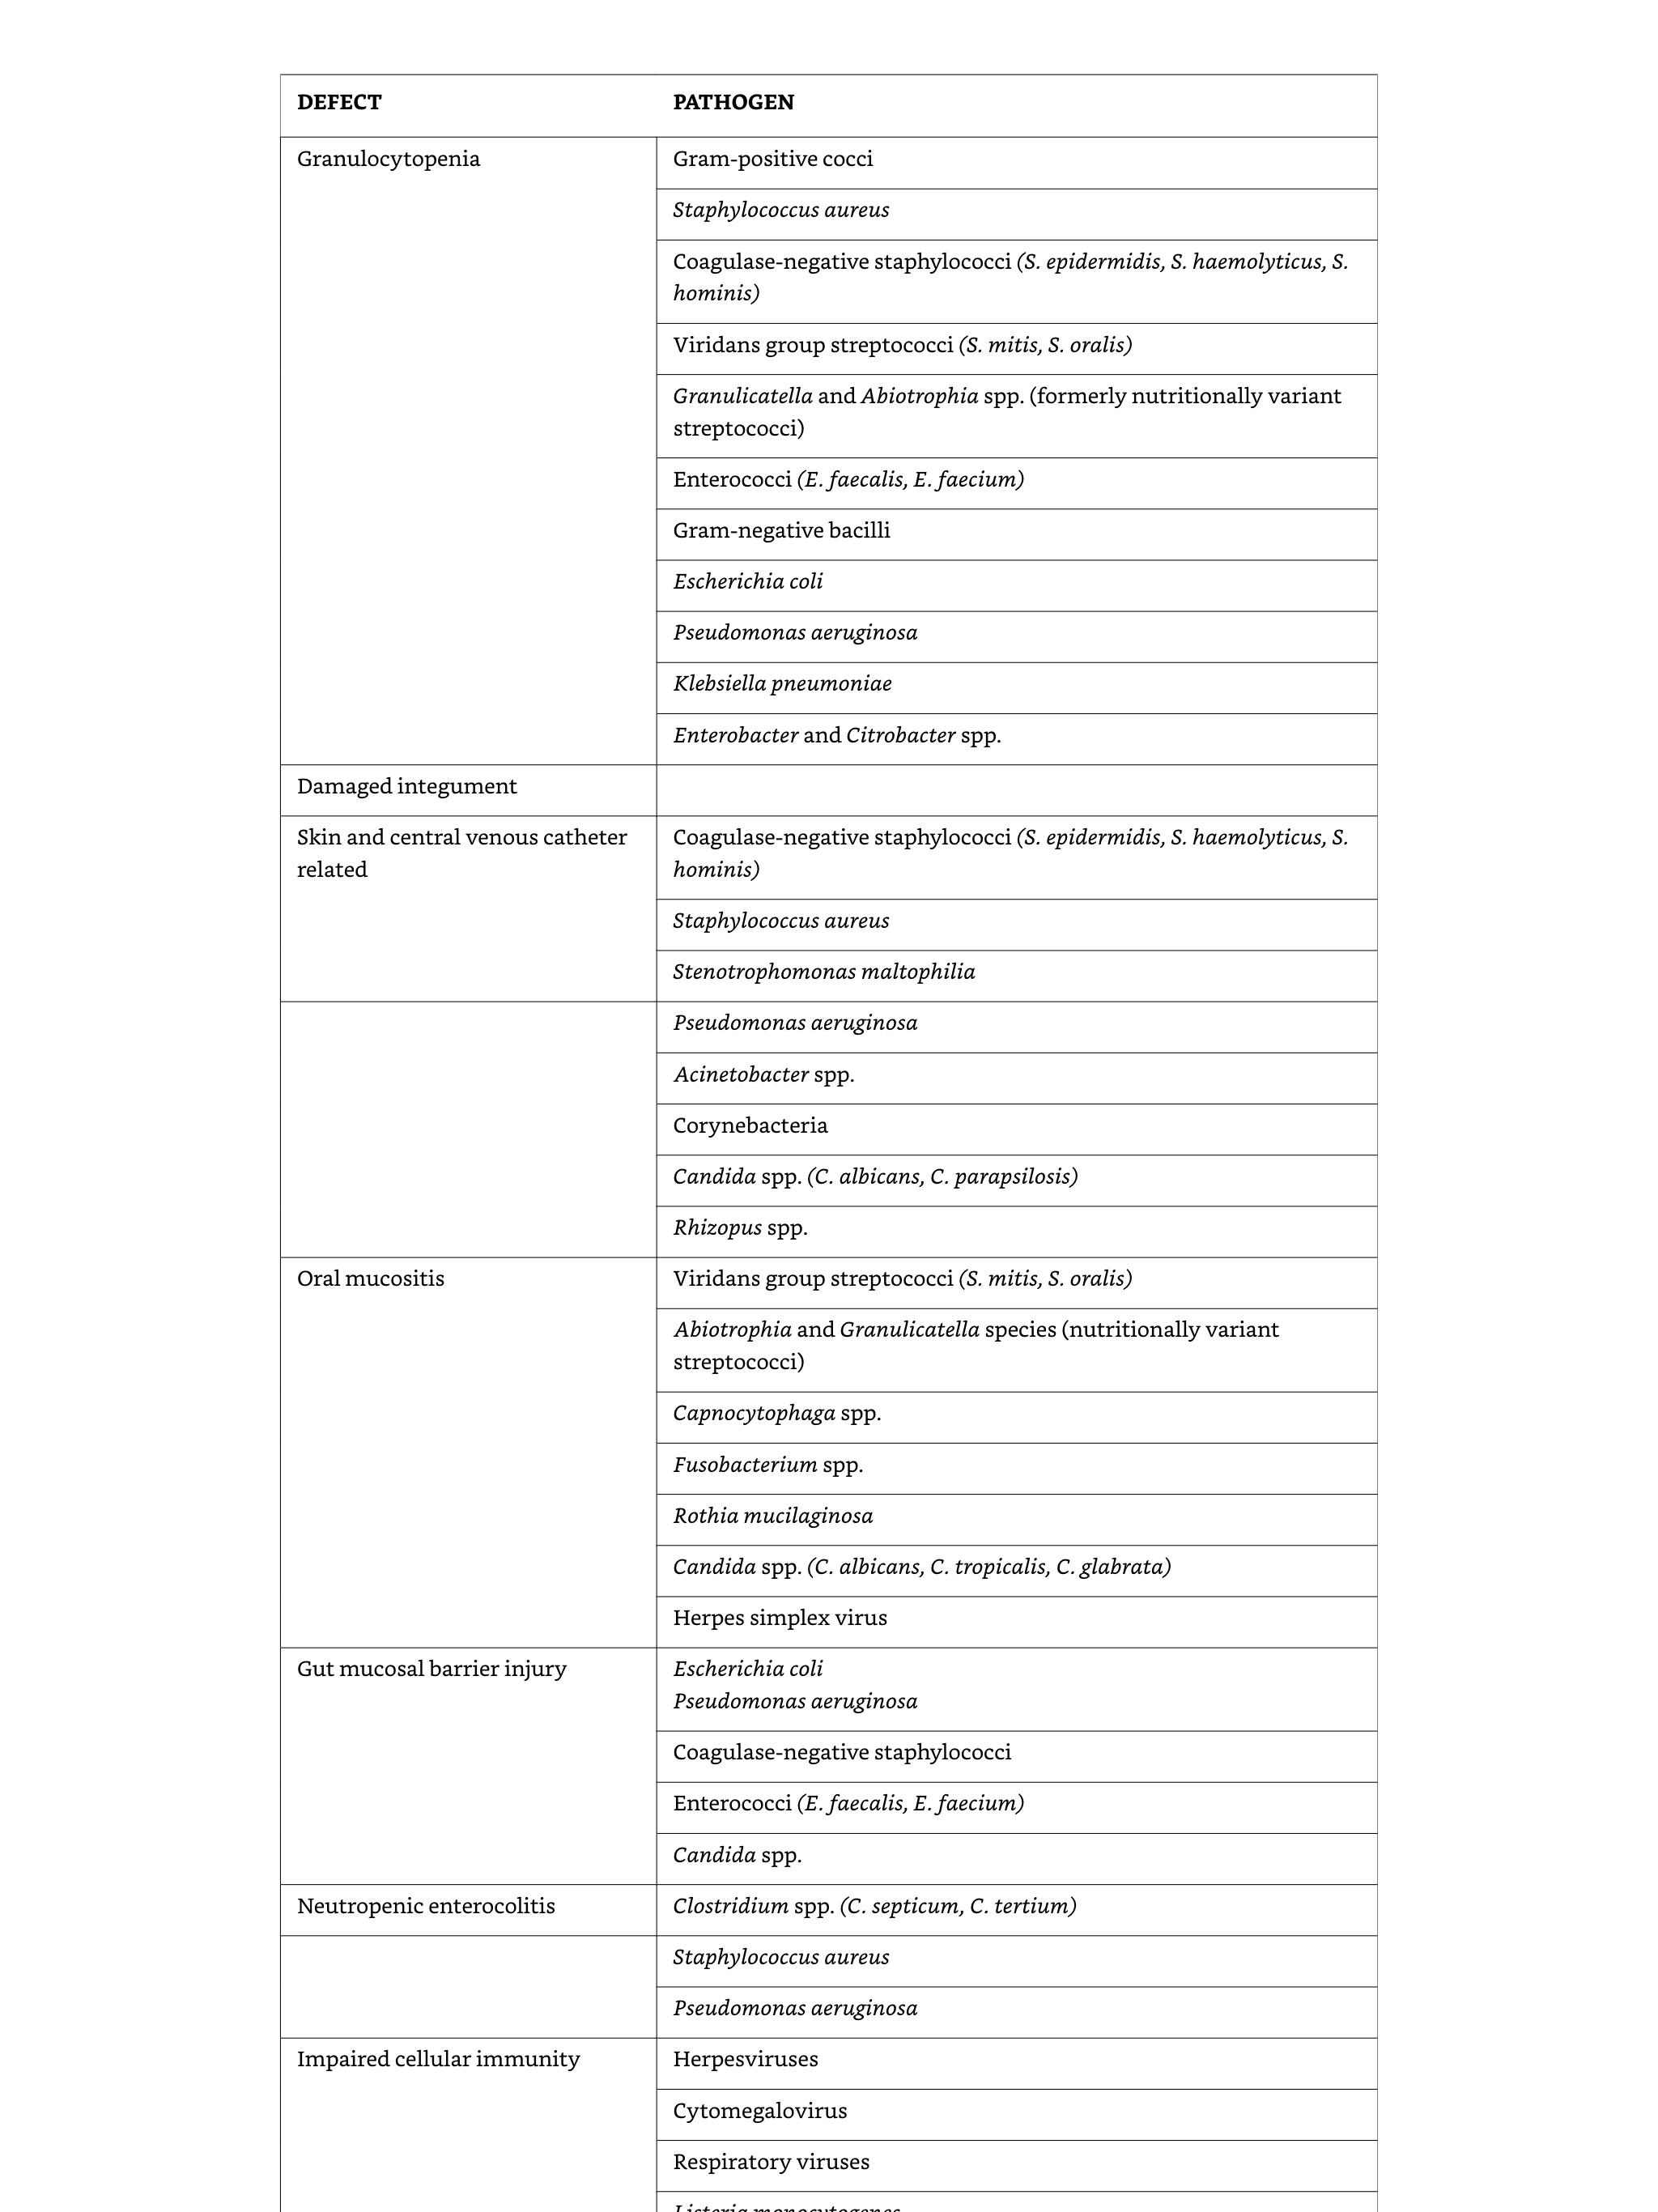 DEFECT PATHOGEN
Granulocytopenia Gram-positive cocci
Staphylococcus aureus
Coagulase-negative staphylococci (S. epidermidis, S. haemolyticus, S.
hominis)
Viridans group streptococci (S. mitis, S. oralis)
Granulicatella and Abiotrophia spp. (formerly nutritionally variant
streptococci)
Enterococci (E. faecalis, E. faecium)
Gram-negative bacilli
Escherichia coli
Pseudomonas aeruginosa
Klebsiella pneumoniae
Enterobacter and Citrobacter spp.
Damaged integument
Skin and central venous catheter
related
Coagulase-negative staphylococci (S. epidermidis, S. haemolyticus, S.
hominis)
Staphylococcus aureus
Stenotrophomonas maltophilia
Pseudomonas aeruginosa
Acinetobacter spp.
Corynebacteria
Candida spp. (C. albicans, C. parapsilosis)
Rhizopus spp.
Oral mucositis Viridans group streptococci (S. mitis, S. oralis)
Abiotrophia and Granulicatella species (nutritionally variant
streptococci)
Capnocytophaga spp.
Fusobacterium spp.
Rothia mucilaginosa
Candida spp. (C. albicans, C. tropicalis, C. glabrata)
Herpes simplex virus
Gut mucosal barrier injury Escherichia coli
Pseudomonas aeruginosa
Coagulase-negative staphylococci
Enterococci (E. faecalis, E. faecium)
Candida spp.
Neutropenic enterocolitis Clostridium spp. (C. septicum, C. tertium)
Staphylococcus aureus
Pseudomonas aeruginosa
Impaired cellular immunity Herpesviruses
Cytomegalovirus
Respiratory viruses
Listeria monocytogenes